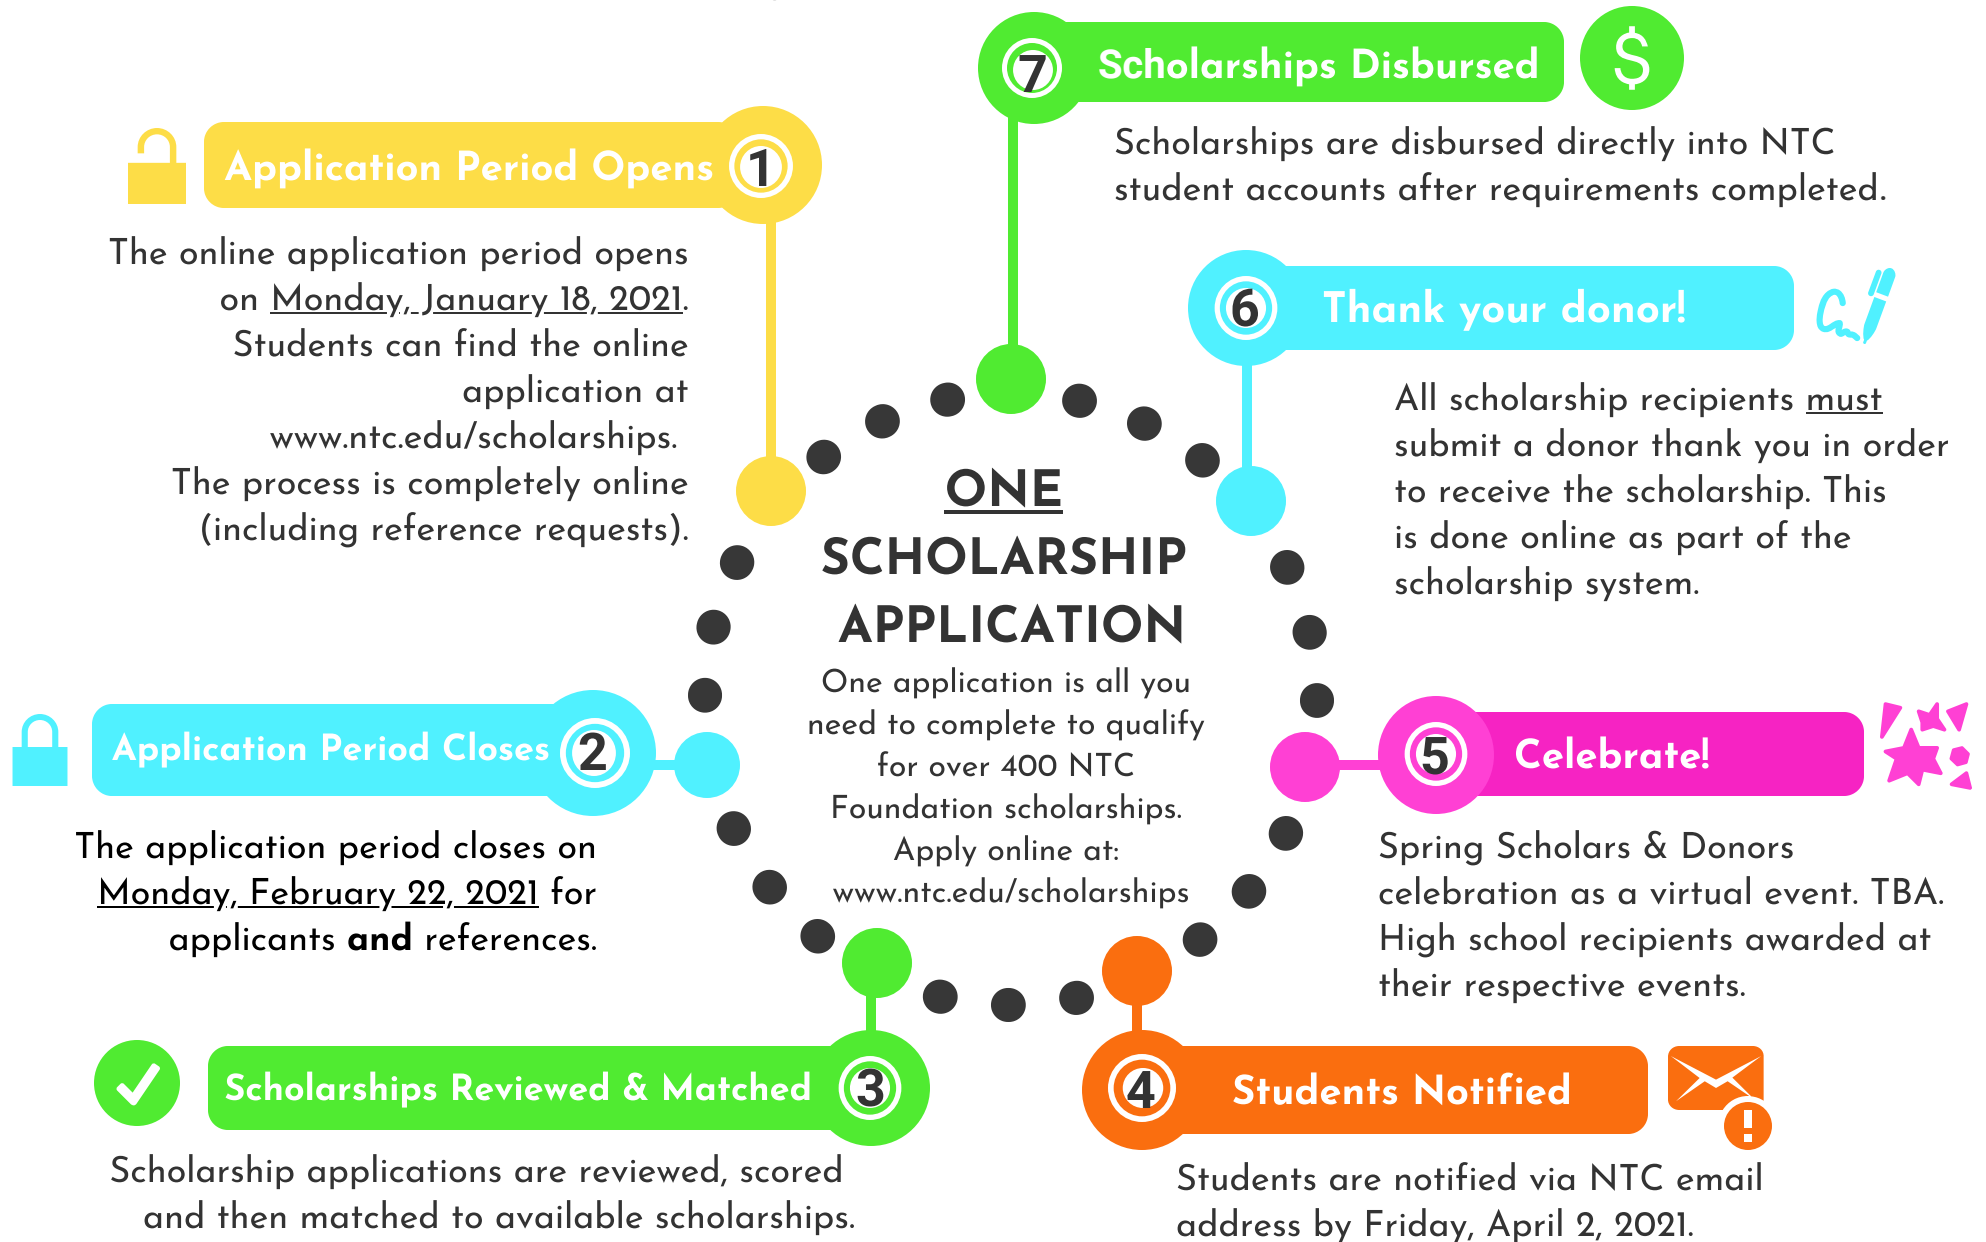 1
Application Period Opens
The online application period opens
on Monday, January 18, 2021.
Students can find the online
application at
www.ntc.edu/scholarships.
The process is completely online
(including reference requests).
2
Application Period Closes
The application period closes on
Monday, February 22, 2021 for
applicants and references.
3
Scholarships Reviewed & Matched
Scholarship applications are reviewed, scored
and then matched to available scholarships.
4
Students Notified
Students are notified via NTC email
address by Friday, April 2, 2021.
5
Celebrate!
Spring Scholars & Donors
celebration as a virtual event. TBA.
High school recipients awarded at
their respective events.
6
Thank your donor!
All scholarship recipients must
submit a donor thank you in order
to receive the scholarship. This
is done online as part of the
scholarship system.
7
Scholarships Disbursed
$
Scholarships are disbursed directly into NTC
student accounts after requirements completed.
ONE
SCHOLARSHIP
APPLICATION
One application is all you
need to complete to qualify
for over 400 NTC
Foundation scholarships.
Apply online at:
www.ntc.edu/scholarships